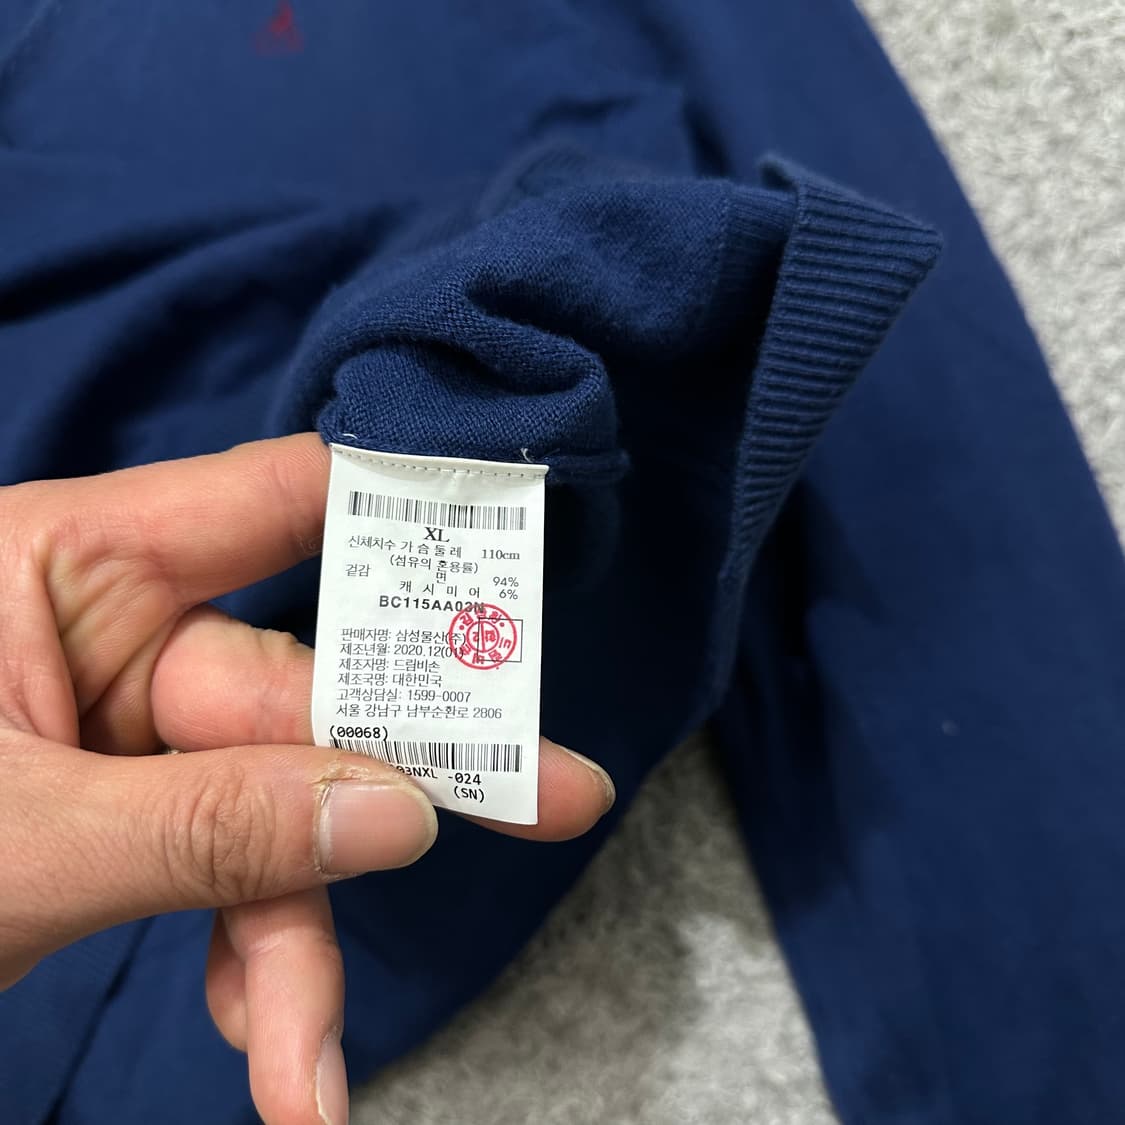 XL
신체치수 가 슴 둘 레 110cm
(섬유의 혼용률)
겉감 면 94%
캐 시 미 어 6%
BC115AA03N
판매자명: 삼성물산(주)
제조년월: 2020.12(01)
제조자명: 드림비손
제조국명: 대한민국
고객상담실: 1599-0007
서울 강남구 남부순환로 2806
(00068)
03NXL -024
(SN)